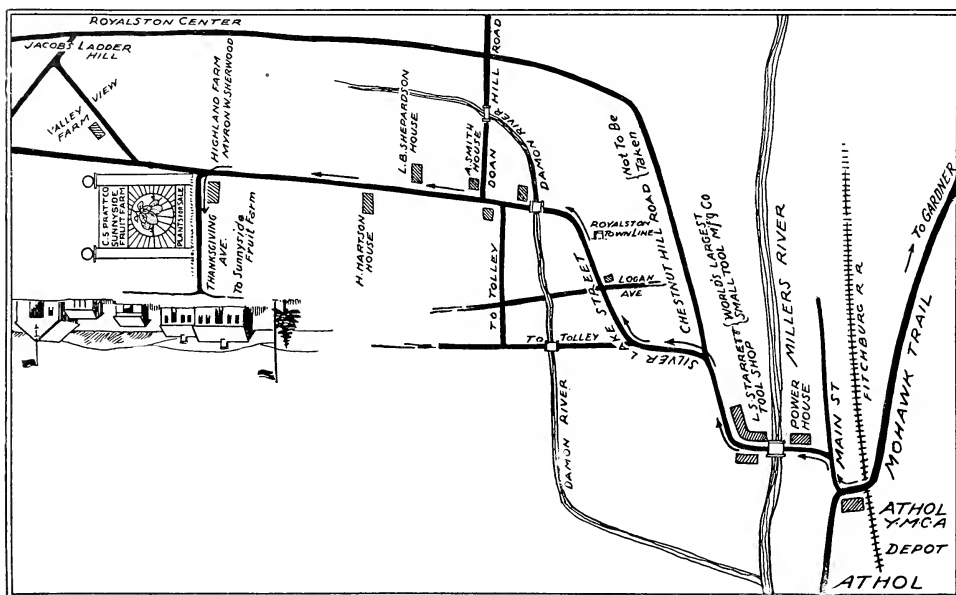 ROYALSTON CENTER
JACOBS LADDER
HILL
VALLEY VIEW
FARM
HIGHLAND FARM
MYRON W. SHERWOOD
C.S. PRATT CO
SUNNYSIDE
FRUIT FARM
PLANTS FOR SALE
THANKSGIVING
AVE.
To Sunnyside
Fruit Farm
L.B. SHEPARDSON
HOUSE
A. SMITH
HOUSE
DOAN HILL ROAD
DAMON RIVER
H. MARTSON
HOUSE
TO TOLLEY
ROYALSTON
TOWN LINE
LOGAN
AVE
TO TOLLEY
SILVER LAKE STREET
CHESTNUT HILL ROAD (Not To Be
Taken
DAMON RIVER
L.S. STARRETT (WORLD'S LARGEST
TOOL SHOP SMALL TOOL Mf'g Co
MILLERS RIVER
POWER
HOUSE
MAIN ST
FITCHBURG R R
MOHAWK TRAIL
To GARDNER
ATHOL
Y-M-C-A
DEPOT
ATHOL